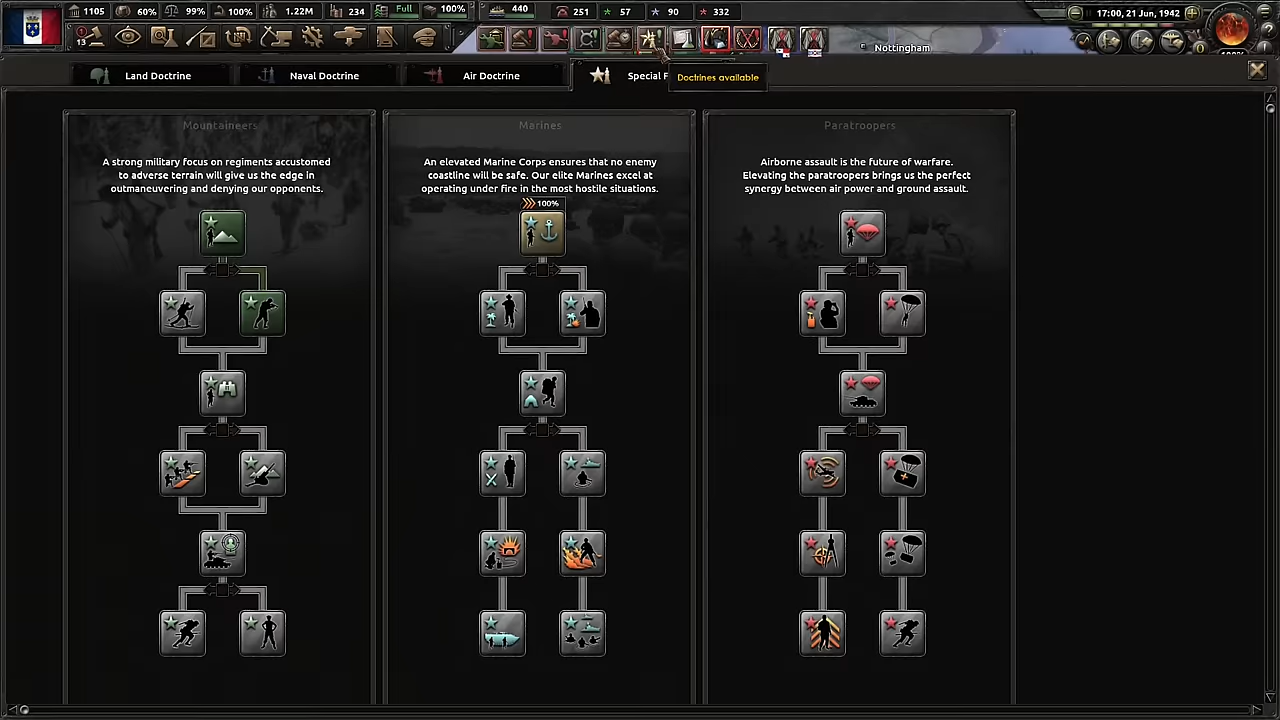 1105 60% 99% 100% 1.22M 234 Full 100% 440 251 57 90 332 17:00, 21 Jun, 1942
13
0
Nottingham
Land Doctrine Naval Doctrine Air Doctrine Special F
Doctrines available
Mountaineers
A strong military focus on regiments accustomed
to adverse terrain will give us the edge in
outmaneuvering and denying our opponents.
Marines
An elevated Marine Corps ensures that no enemy
coastline will be safe. Our elite Marines excel at
operating under fire in the most hostile situations.
100%
Paratroopers
Airborne assault is the future of warfare.
Elevating the paratroopers brings us the perfect
synergy between air power and ground assault.